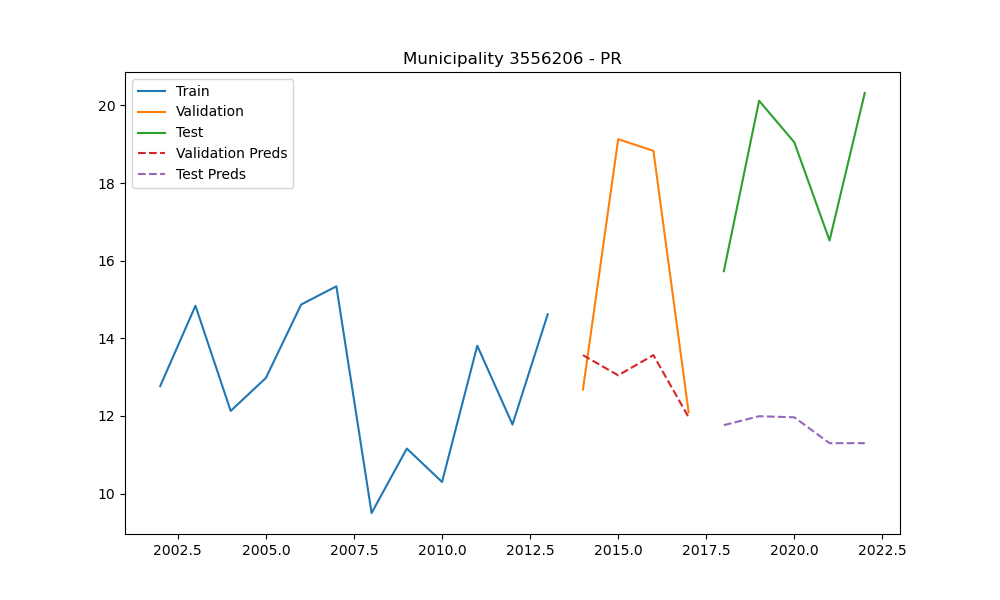 Municipality 3556206 - PR
Train
Validation
Test
Validation Preds
Test Preds
20
18
16
14
12
10
2002.5 2005.0 2007.5 2010.0 2012.5 2015.0 2017.5 2020.0 2022.5